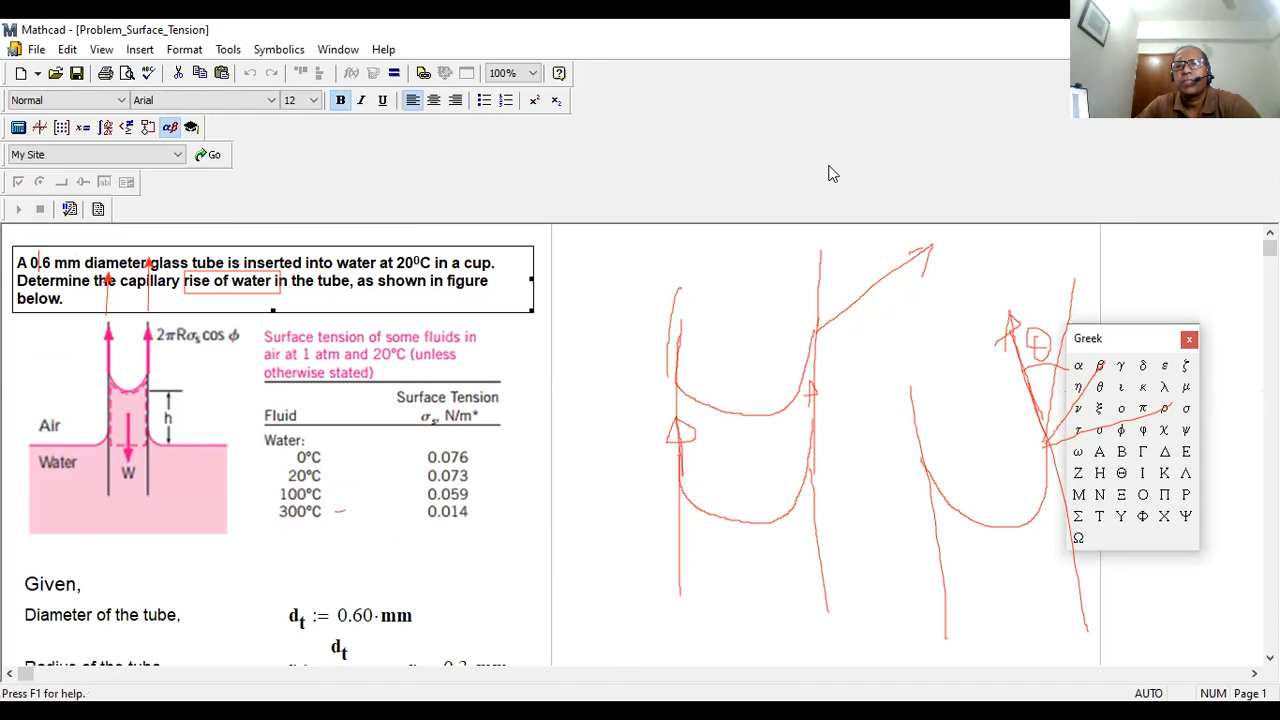 Mathcad - [Problem_Surface_Tension]
File Edit View Insert Format Tools Symbolics Window Help
100%
Normal Arial 12 B I U
αβ
My Site Go
A 0.6 mm diameter glass tube is inserted into water at 20⁰C in a cup.
Determine the capillary rise of water in the tube, as shown in figure
below.
2πRσs cos ϕ
Air
Water
h
W
Surface tension of some fluids in
air at 1 atm and 20°C (unless
otherwise stated)
Surface Tension
Fluid σs, N/m*
Water:
0°C 0.076
20°C 0.073
100°C 0.059
300°C 0.014
Given,
Diameter of the tube, dt := 0.60·mm
dt
Greek x
α β γ δ ε ζ
η θ ι κ λ μ
ν ξ ο π ρ σ
τ υ ϕ φ χ ψ
ω Α Β Γ Δ Ε
Ζ Η Θ Ι Κ Λ
Μ Ν Ξ Ο Π Ρ
Σ Τ Υ Φ Χ Ψ
Ω
Press F1 for help. AUTO NUM Page 1